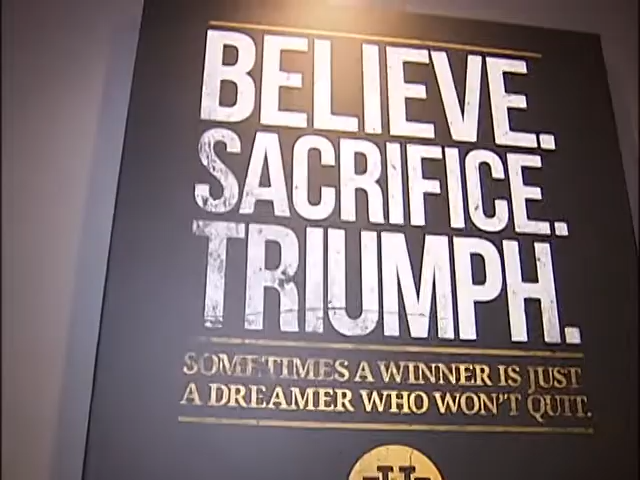 BELIEVE.
SACRIFICE.
TRIUMPH.
SOMETIMES A WINNER IS JUST
A DREAMER WHO WON'T QUIT.